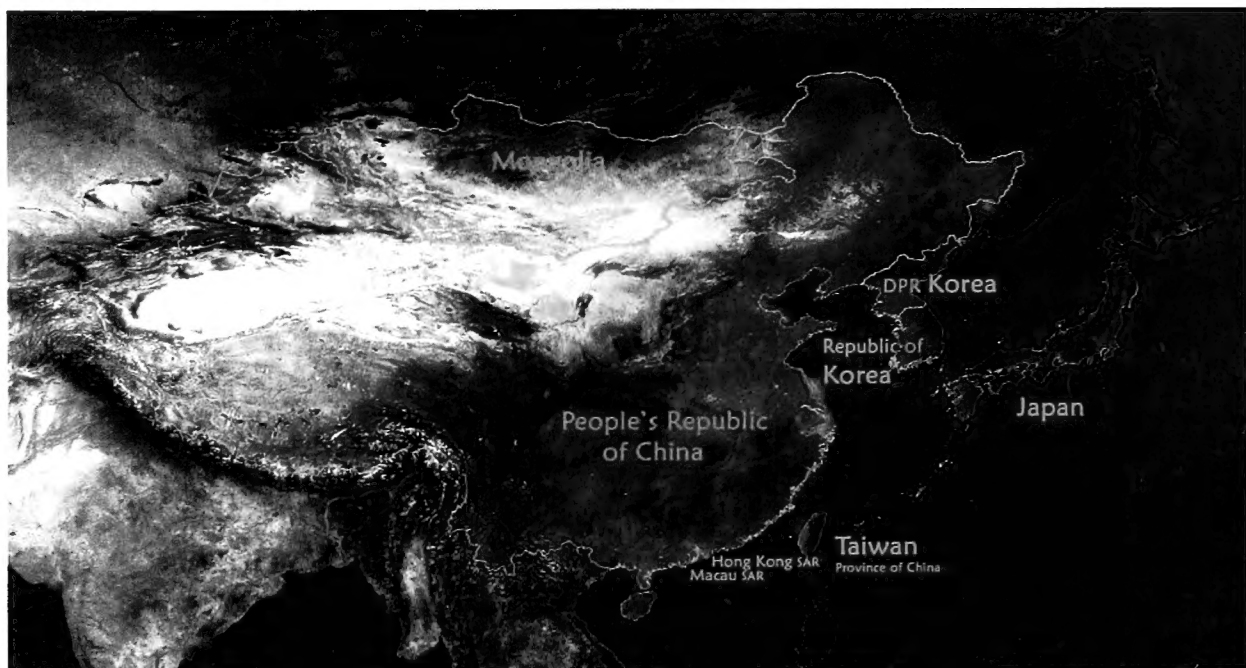 Mongolia
DPR Korea
Republic of
Korea
Japan
People's Republic
of China
Taiwan
Province of China
Hong Kong SAR
Macau SAR